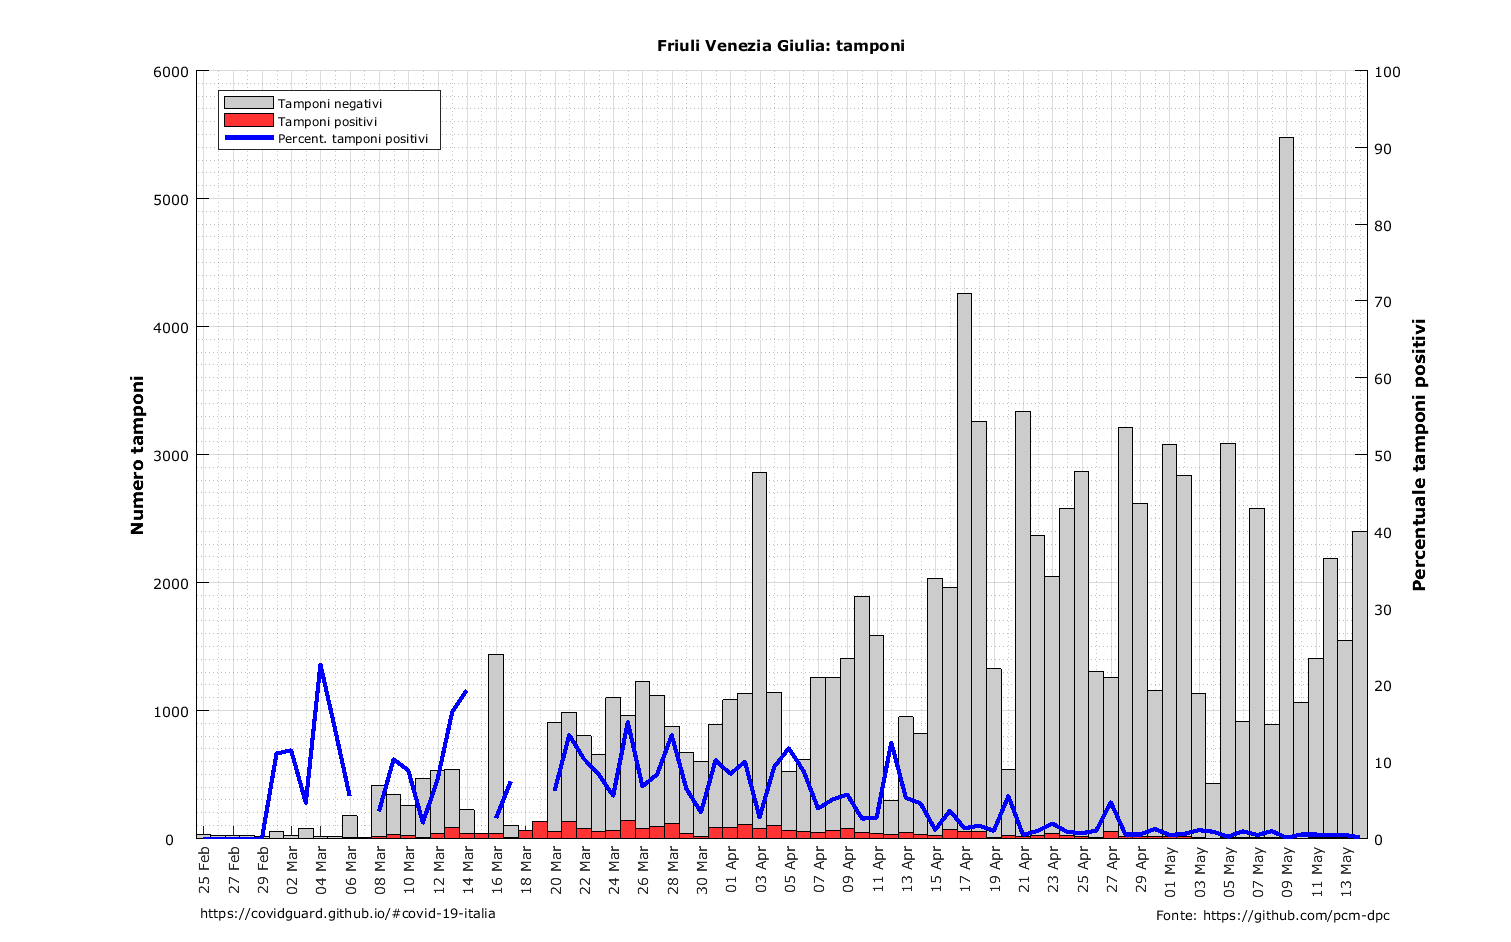 Friuli Venezia Giulia: tamponi
6000
5000
4000
3000
2000
1000
0
100
90
80
70
60
50
40
30
20
10
0
Tamponi negativi
Tamponi positivi
Percent. tamponi positivi
Numero tamponi
Percentuale tamponi positivi
25 Feb
27 Feb
29 Feb
02 Mar
04 Mar
06 Mar
08 Mar
10 Mar
12 Mar
14 Mar
16 Mar
18 Mar
20 Mar
22 Mar
24 Mar
26 Mar
28 Mar
30 Mar
01 Apr
03 Apr
05 Apr
07 Apr
09 Apr
11 Apr
13 Apr
15 Apr
17 Apr
19 Apr
21 Apr
23 Apr
25 Apr
27 Apr
29 Apr
01 May
03 May
05 May
07 May
09 May
11 May
13 May
https://covidguard.github.io/#covid-19-italia
Fonte: https://github.com/pcm-dpc